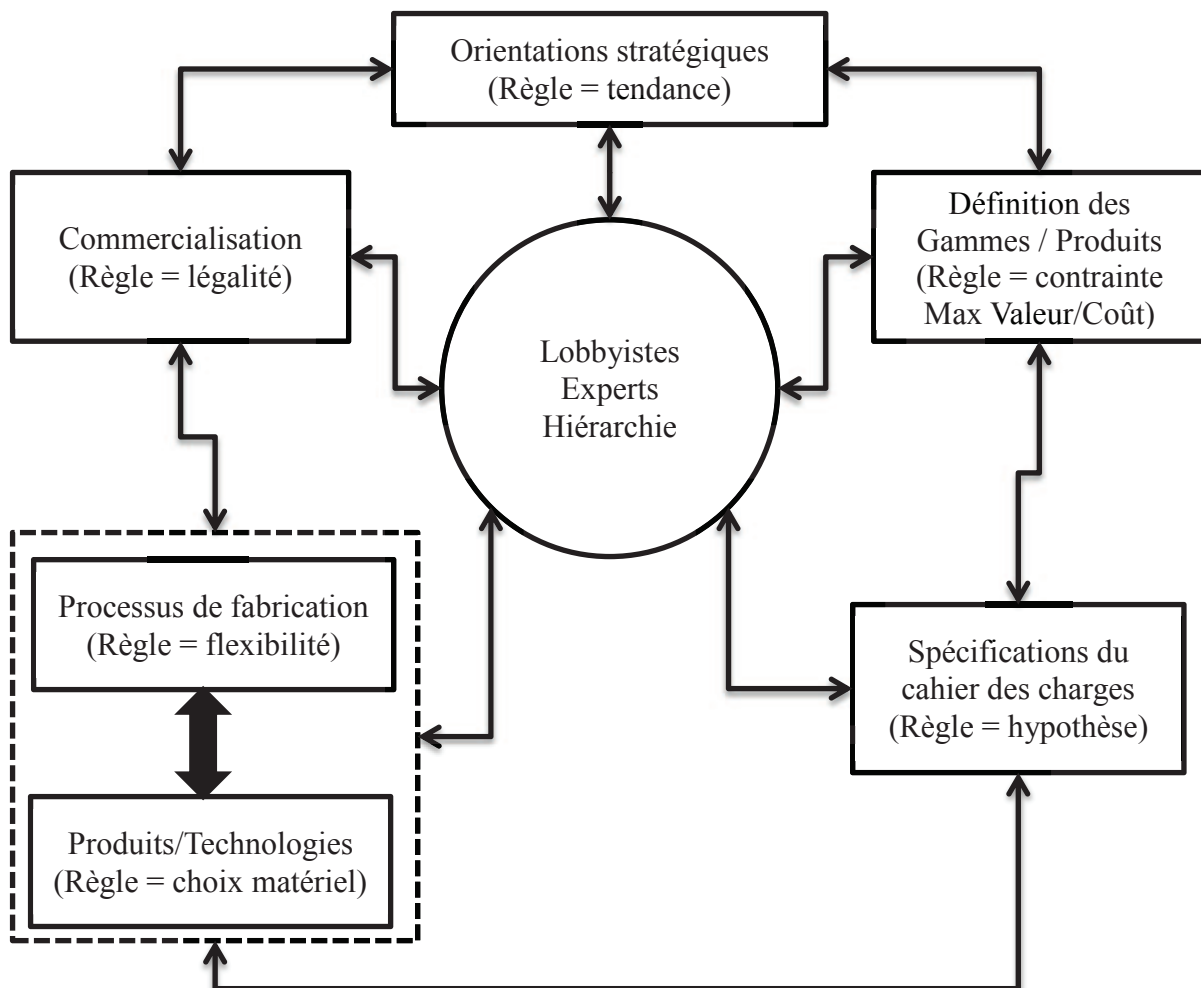 Orientations stratégiques
(Règle = tendance)
Commercialisation
(Règle = légalité)
Définition des
Gammes / Produits
(Règle = contrainte
Max Valeur/Coût)
Lobbyistes
Experts
Hiérarchie
Processus de fabrication
(Règle = flexibilité)
Spécifications du
cahier des charges
(Règle = hypothèse)
Produits/Technologies
(Règle = choix matériel)